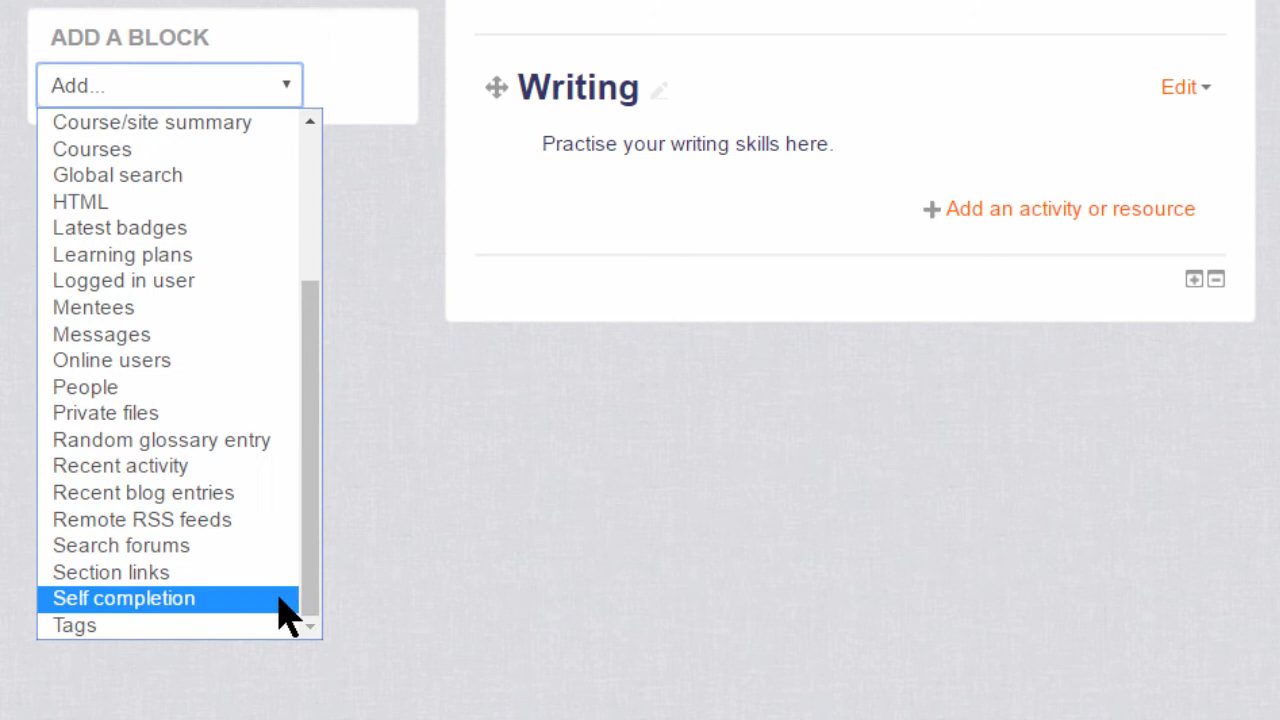 ADD A BLOCK
Add...
Course/site summary
Courses
Global search
HTML
Latest badges
Learning plans
Logged in user
Mentees
Messages
Online users
People
Private files
Random glossary entry
Recent activity
Recent blog entries
Remote RSS feeds
Search forums
Section links
Self completion
Tags
Writing
Edit
Practise your writing skills here.
Add an activity or resource